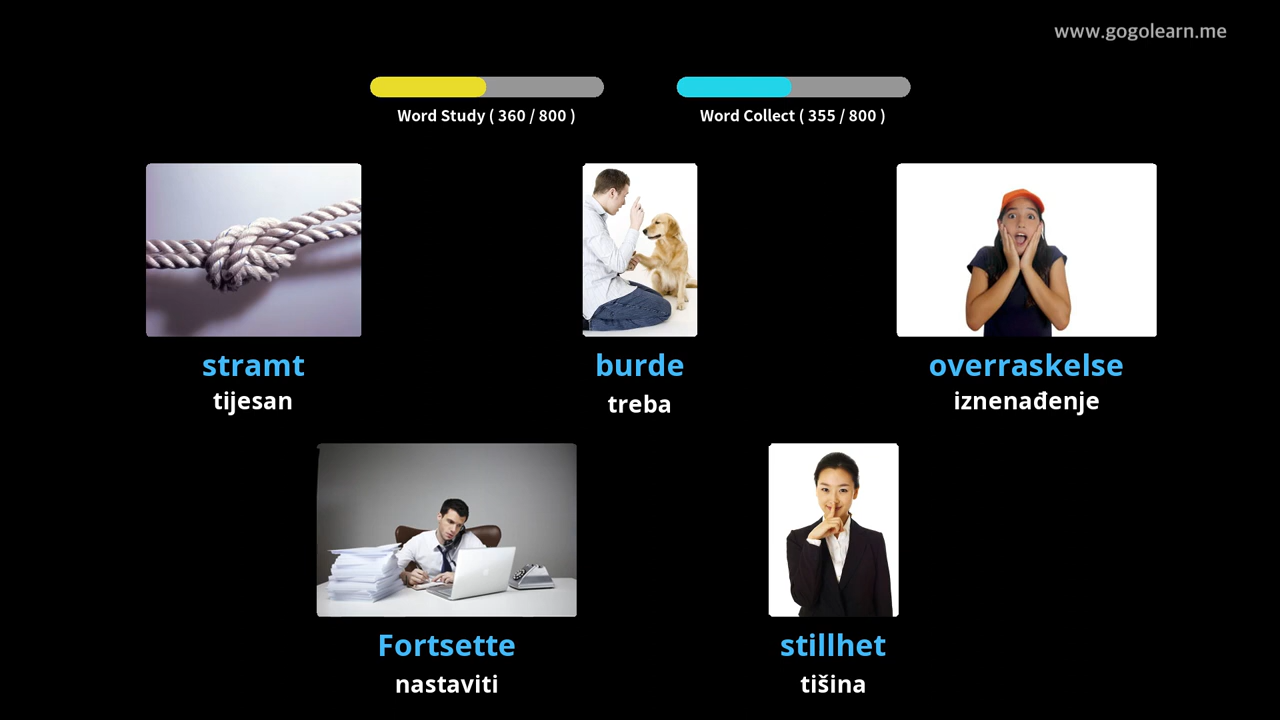 www.gogolearn.me
Word Study ( 360 / 800 )
Word Collect ( 355 / 800 )
stramt
tijesan
burde
treba
overraskelse
iznenađenje
Fortsette
nastaviti
stillhet
tišina